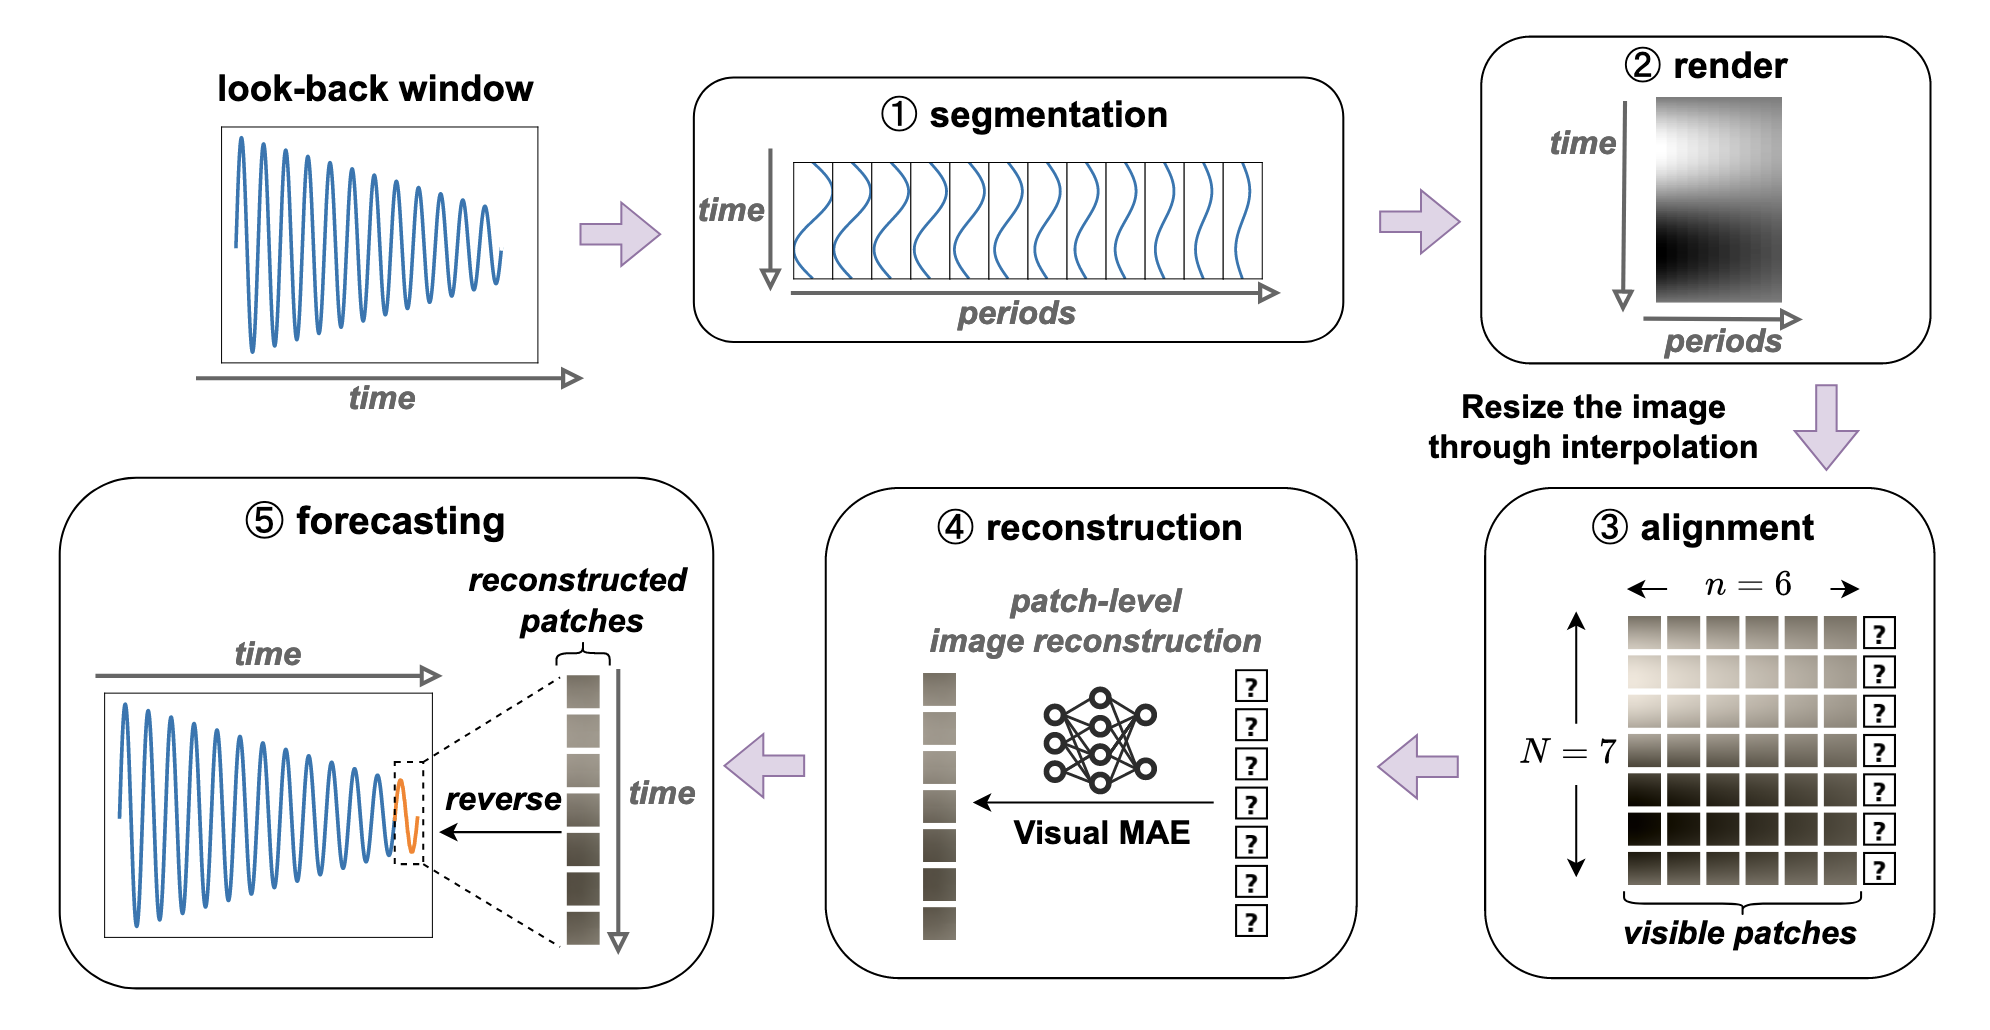 look-back window
time
① segmentation
time
periods
② render
time
periods
Resize the image
through interpolation
③ alignment
n = 6
N = 7
?
?
?
?
?
?
?
visible patches
④ reconstruction
patch-level
image reconstruction
?
?
?
?
?
?
?
Visual MAE
⑤ forecasting
reconstructed
patches
time
reverse
time